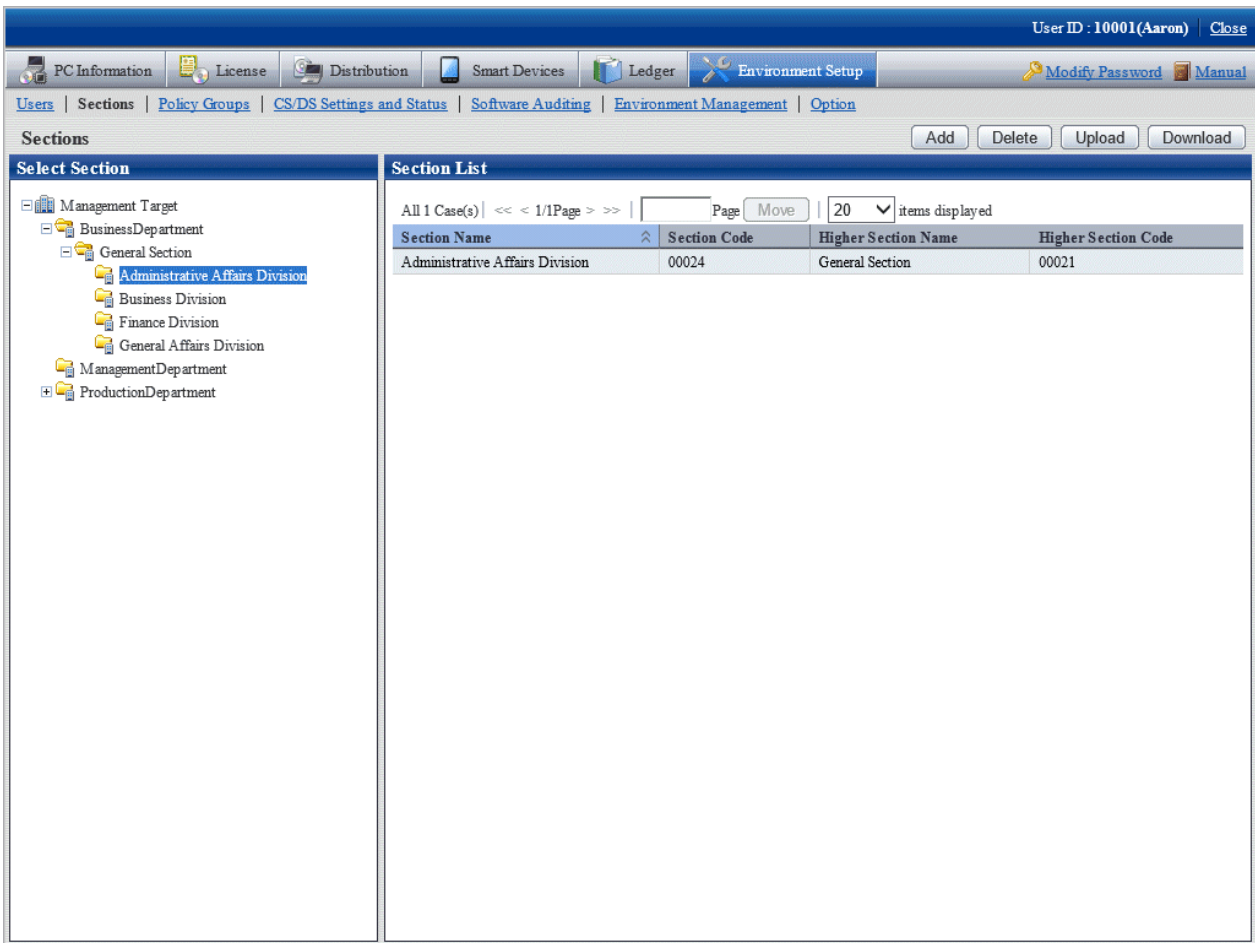 User ID : 10001(Aaron) Close
PC Information License Distribution Smart Devices Ledger Environment Setup Modify Password Manual
Users | Sections | Policy Groups | CS/DS Settings and Status | Software Auditing | Environment Management | Option
Sections Add Delete Upload Download
Select Section
Management Target
BusinessDepartment
General Section
Administrative Affairs Division
Business Division
Finance Division
General Affairs Division
ManagementDepartment
ProductionDepartment
Section List
All 1 Case(s) | << < 1/1Page > >> | Page Move | 20 items displayed
Section Name Section Code Higher Section Name Higher Section Code
Administrative Affairs Division 00024 General Section 00021